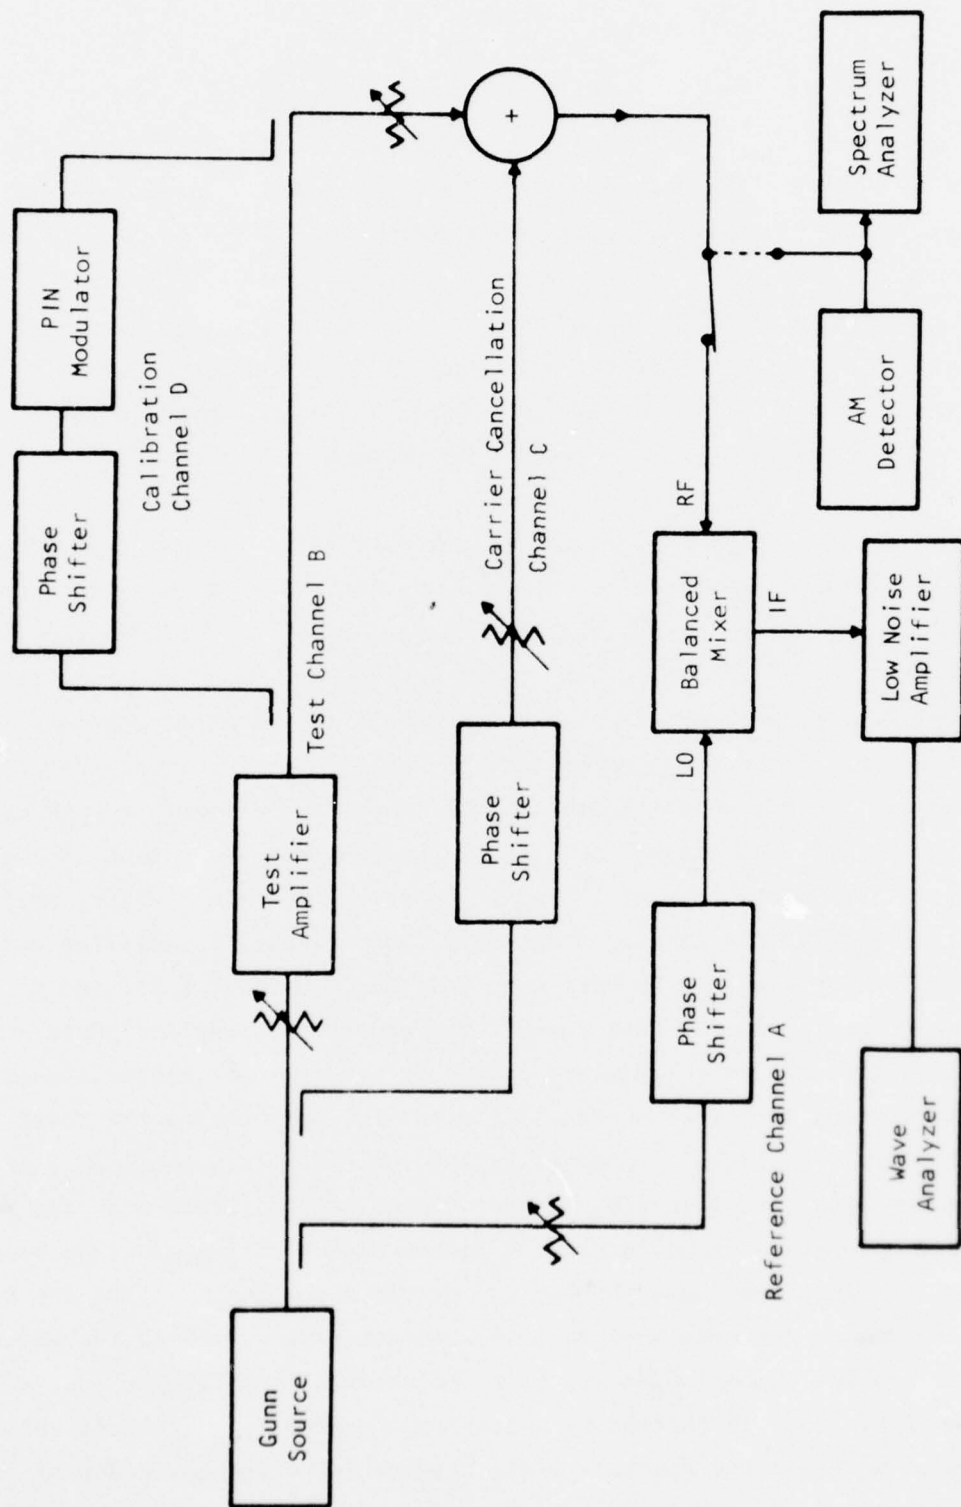 PIN
Modulator
Phase
Shifter
Calibration
Channel D
Gunn
Source
Test
Amplifier
Test Channel B
+
Phase
Shifter
Carrier Cancellation
Channel C
Phase
Shifter
Reference Channel A
LO
Balanced
Mixer
RF
IF
AM
Detector
Spectrum
Analyzer
Wave
Analyzer
Low Noise
Amplifier